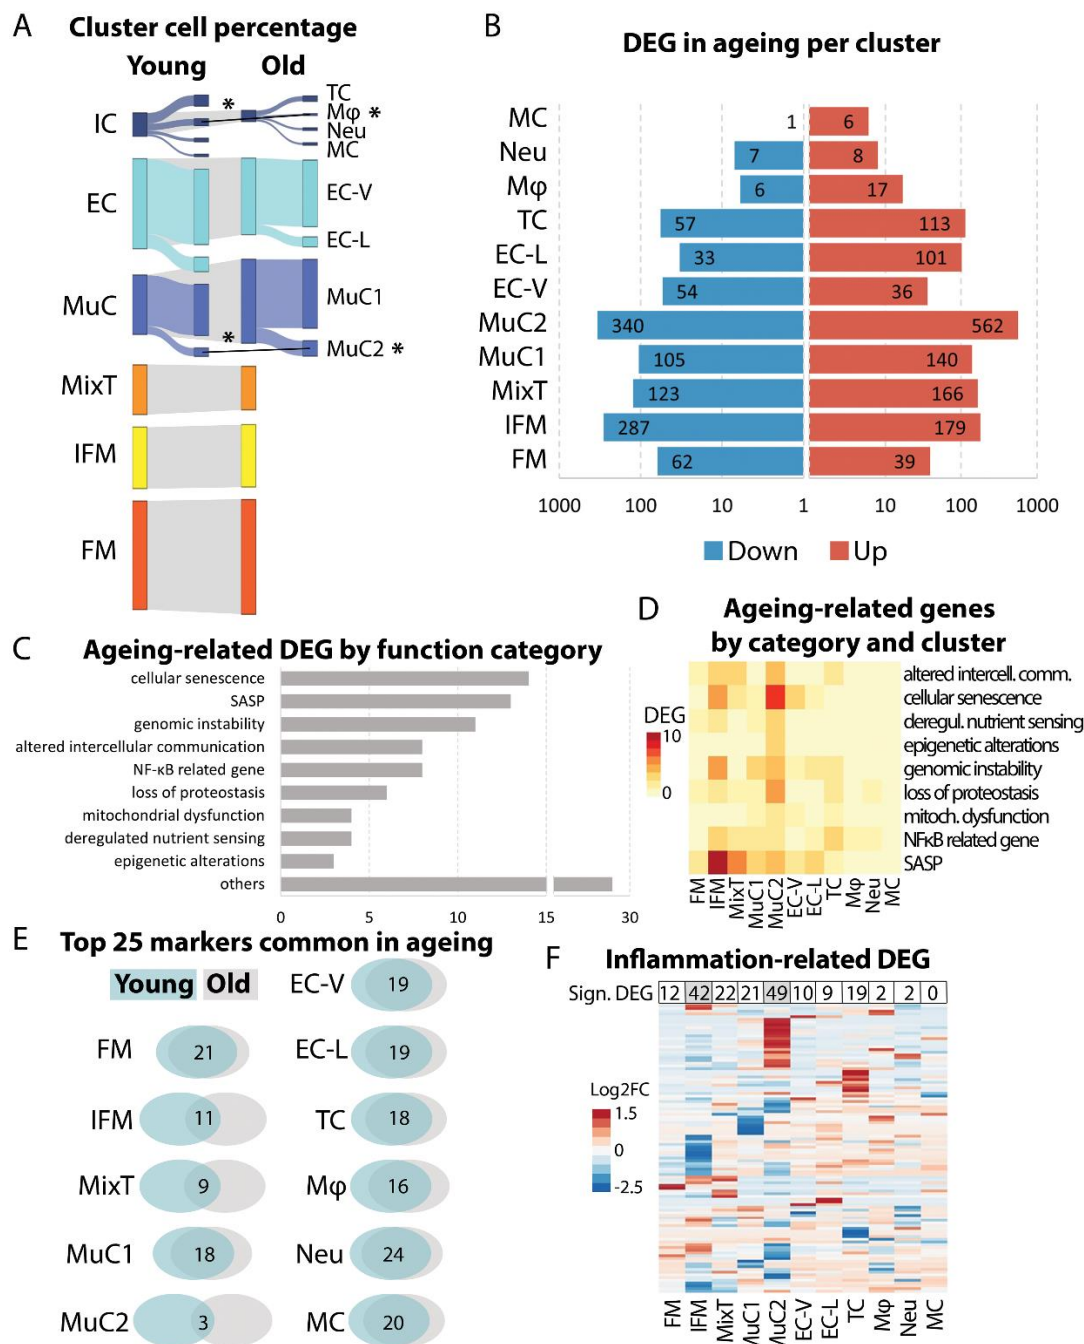 A
Cluster cell percentage
Young Old
IC
TC
* Mφ *
Neu
MC
EC
EC-V
EC-L
MuC
MuC1
* MuC2 *
MixT
IFM
FM
B
DEG in ageing per cluster
MC 1 6
Neu 7 8
Mφ 6 17
TC 57 113
EC-L 33 101
EC-V 54 36
MuC2 340 562
MuC1 105 140
MixT 123 166
IFM 287 179
FM 62 39
1000 100 10 1 10 100 1000
Down Up
C
Ageing-related DEG by function category
cellular senescence
SASP
genomic instability
altered intercellular communication
NF-κB related gene
loss of proteostasis
mitochondrial dysfunction
deregulated nutrient sensing
epigenetic alterations
others
0 5 10 15 30
D
Ageing-related genes
by category and cluster
DEG
10
0
altered intercell. comm.
cellular senescence
deregul. nutrient sensing
epigenetic alterations
genomic instability
loss of proteostasis
mitoch. dysfunction
NFκB related gene
SASP
FM IFM MixT MuC1 MuC2 EC-V EC-L TC Mφ Neu MC
E
Top 25 markers common in ageing
Young Old
FM 21
IFM 11
MixT 9
MuC1 18
MuC2 3
EC-V 19
EC-L 19
TC 18
Mφ 16
Neu 24
MC 20
F
Inflammation-related DEG
Sign. DEG 12 42 22 21 49 10 9 19 2 2 0
Log2FC
1.5
0
-2.5
FM IFM MixT MuC1 MuC2 EC-V EC-L TC Mφ Neu MC